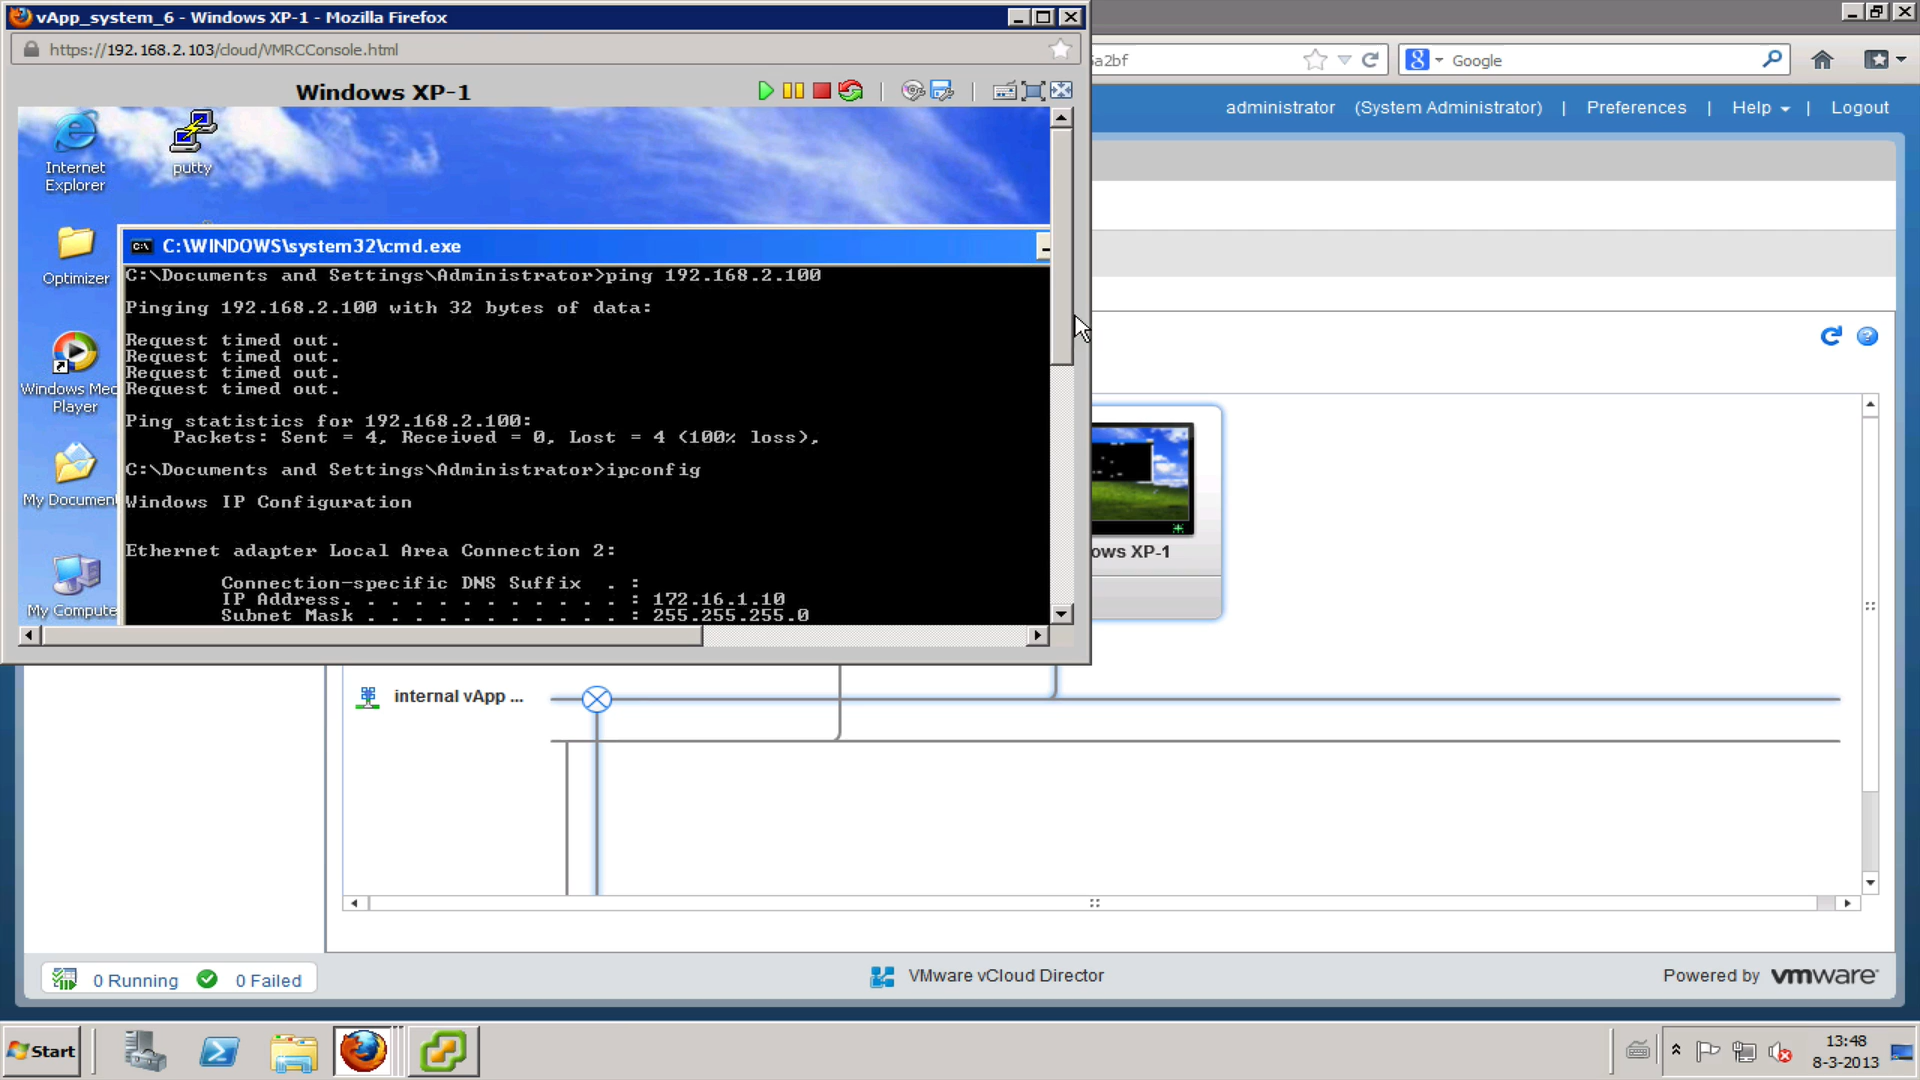 vApp_system_6 - Windows XP-1 - Mozilla Firefox
https://192.168.2.103/cloud/VMRCConsole.html
a2bf
Google
Windows XP-1
administrator (System Administrator) | Preferences | Help | Logout
Internet
Explorer
putty
Optimizer
Windows Med
Player
My Documen
My Compute
C:\WINDOWS\system32\cmd.exe
C:\Documents and Settings\Administrator>ping 192.168.2.100
Pinging 192.168.2.100 with 32 bytes of data:
Request timed out.
Request timed out.
Request timed out.
Request timed out.
Ping statistics for 192.168.2.100:
Packets: Sent = 4, Received = 0, Lost = 4 (100% loss),
C:\Documents and Settings\Administrator>ipconfig
Windows IP Configuration
Ethernet adapter Local Area Connection 2:
Connection-specific DNS Suffix . :
IP Address. . . . . . . . . . . . : 172.16.1.10
Subnet Mask . . . . . . . . . . . : 255.255.255.0
ows XP-1
internal vApp ...
0 Running 0 Failed
VMware vCloud Director
Powered by vmware
Start
13:48
8-3-2013